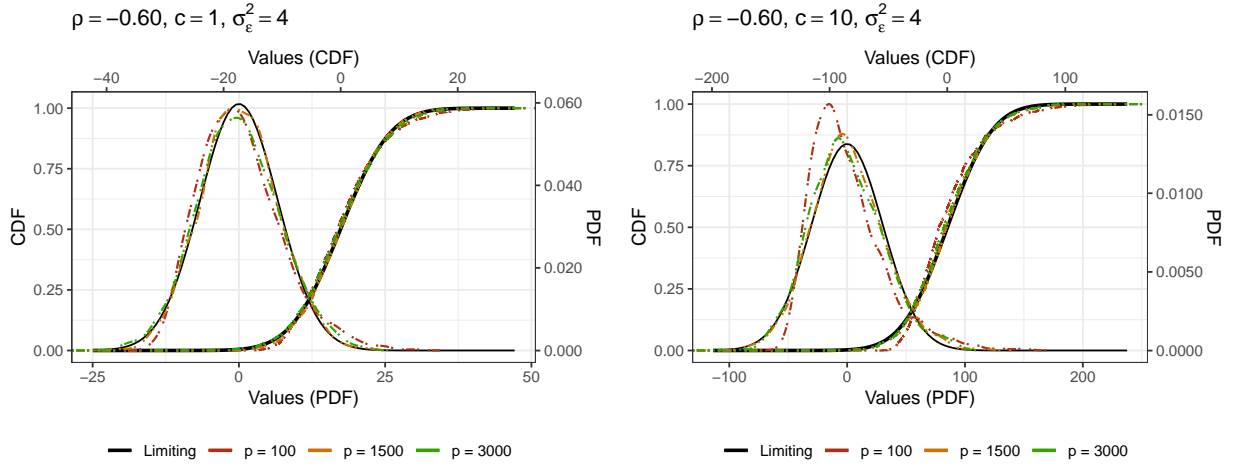 ρ = −0.60, c = 1, σ²ε = 4
Values (CDF)
−40 −20 0 20
1.00
0.75
0.50
0.25
0.00
CDF
0.060
0.040
0.020
0.000
PDF
−25 0 25 50
Values (PDF)
Limiting p = 100 p = 1500 p = 3000
ρ = −0.60, c = 10, σ²ε = 4
Values (CDF)
−200 −100 0 100
1.00
0.75
0.50
0.25
0.00
CDF
0.0150
0.0100
0.0050
0.0000
PDF
−100 0 100 200
Values (PDF)
Limiting p = 100 p = 1500 p = 3000